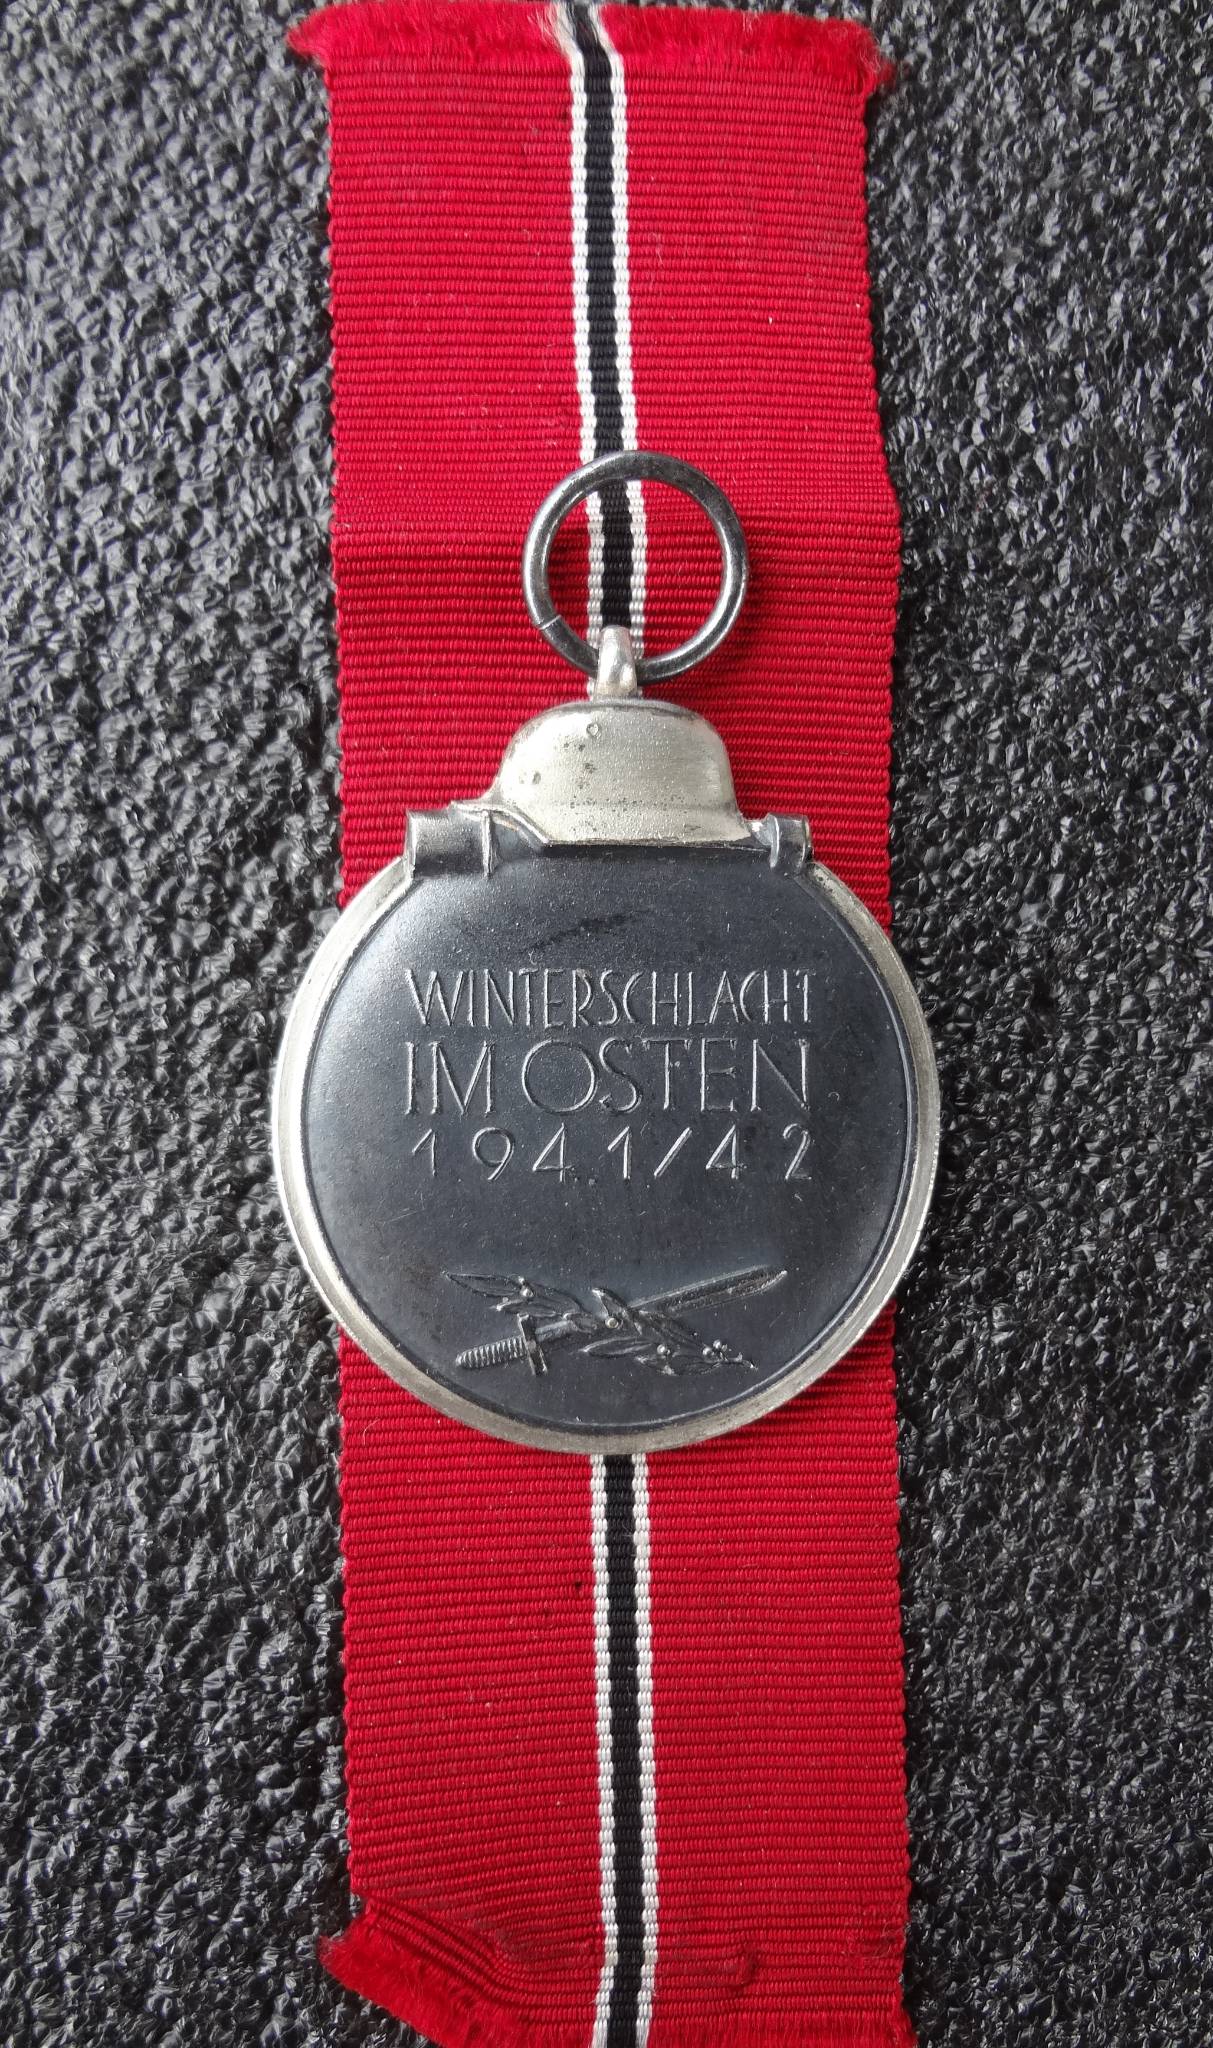 WINTERSCHLACHT
IM OSTEN
1941/42